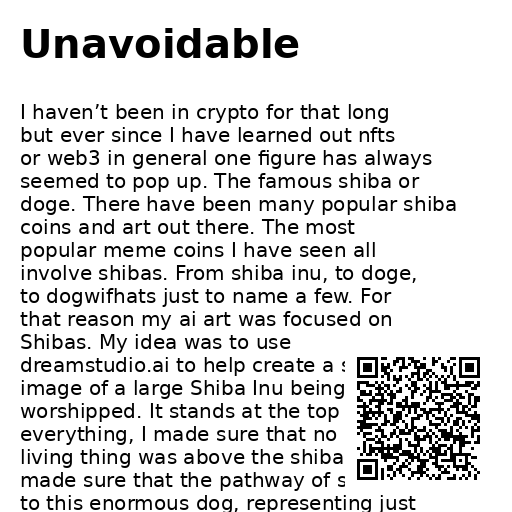 Unavoidable
I haven’t been in crypto for that long
but ever since I have learned out nfts
or web3 in general one figure has always
seemed to pop up. The famous shiba or
doge. There have been many popular shiba
coins and art out there. The most
popular meme coins I have seen all
involve shibas. From shiba inu, to doge,
to dogwifhats just to name a few. For
that reason my ai art was focused on
Shibas. My idea was to use
dreamstudio.ai to help create a
image of a large Shiba Inu being
worshipped. It stands at the top
everything, I made sure that no
living thing was above the shiba
made sure that the pathway of
to this enormous dog, representing just